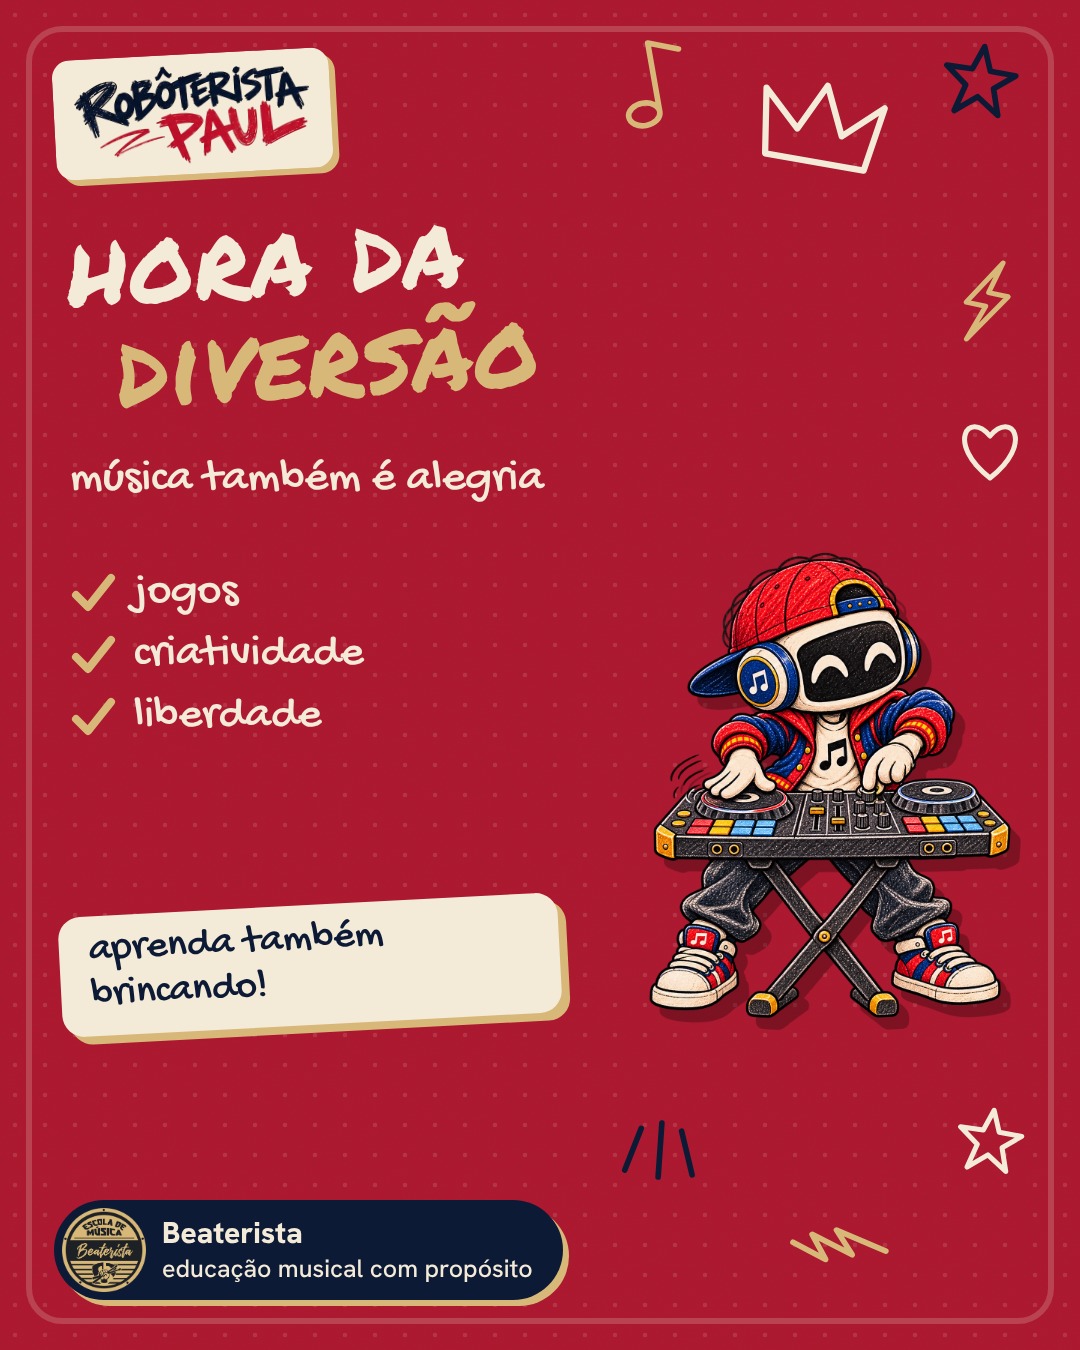 ROBÔTERISTA
PAUL
HORA DA
DIVERSÃO
música também é alegria
jogos
criatividade
liberdade
aprenda também
brincando!
ESCOLA DE
MÚSICA
Beaterista
Beaterista
educação musical com propósito